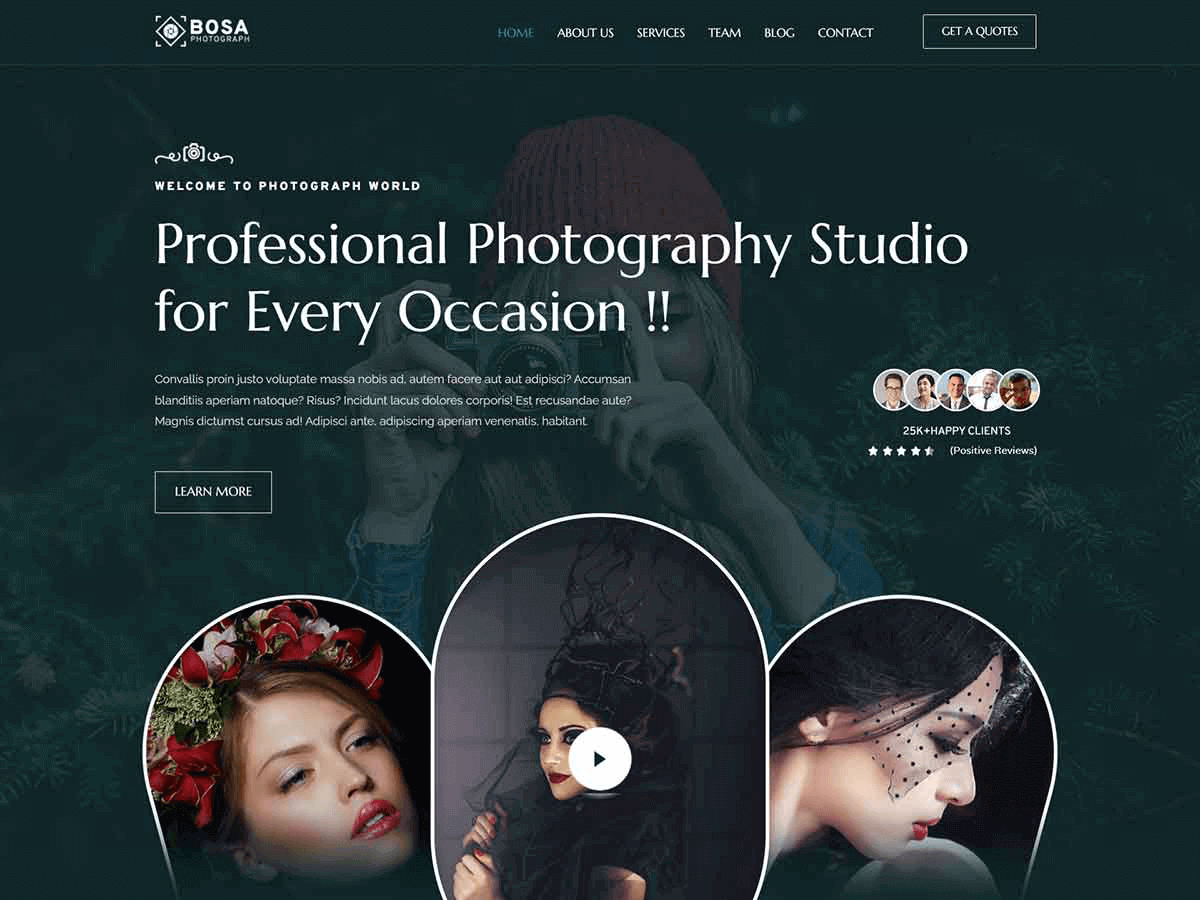 BOSA
PHOTOGRAPH
HOME ABOUT US SERVICES TEAM BLOG CONTACT
GET A QUOTES
WELCOME TO PHOTOGRAPH WORLD
Professional Photography Studio
for Every Occasion !!
Convallis proin justo voluptate massa nobis ad, autem facere aut aut adipisci? Accumsan
blanditiis aperiam natoque? Risus? Incidunt lacus dolores corporis! Est recusandae aute?
Magnis dictumst cursus ad! Adipisci ante, adipiscing aperiam venenatis, habitant.
25K+HAPPY CLIENTS
(Positive Reviews)
LEARN MORE